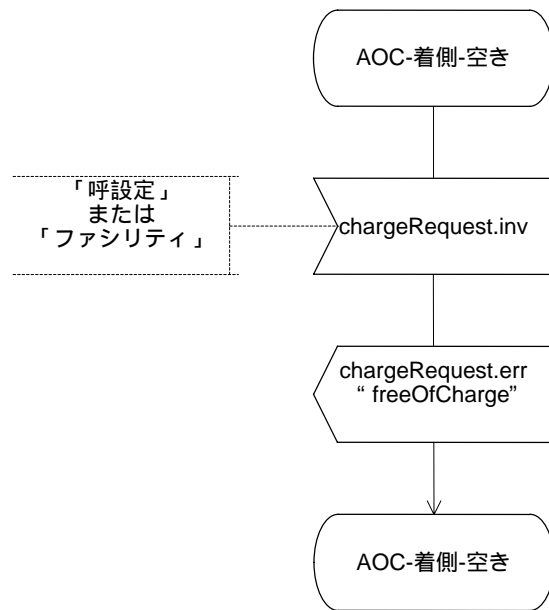 AOC-着側-空き
「呼設定」
または
「ファシリティ」
chargeRequest.inv
chargeRequest.err
“ freeOfCharge”
AOC-着側-空き